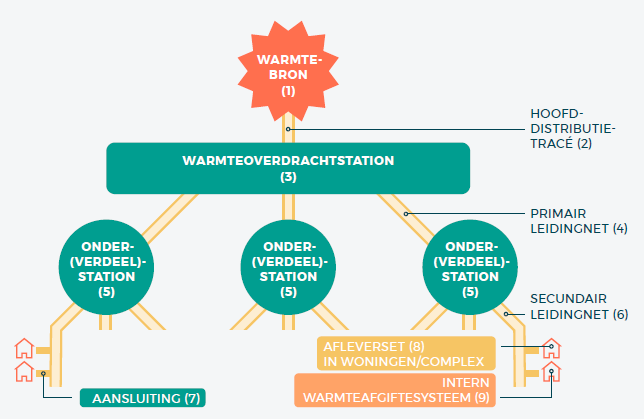 WARMTE-
BRON
(1)
HOOFD-
DISTRIBUTIE-
TRACÉ (2)
WARMTEOVERDRACHTSTATION
(3)
PRIMAIR
LEIDINGNET (4)
ONDER-
(VERDEEL)-
STATION
(5)
ONDER-
(VERDEEL)-
STATION
(5)
ONDER-
(VERDEEL)-
STATION
(5)
SECUNDAIR
LEIDINGNET (6)
AFLEVERSET (8)
IN WONINGEN/COMPLEX
INTERN
WARMTEAFGIFTESYSTEEM (9)
AANSLUITING (7)